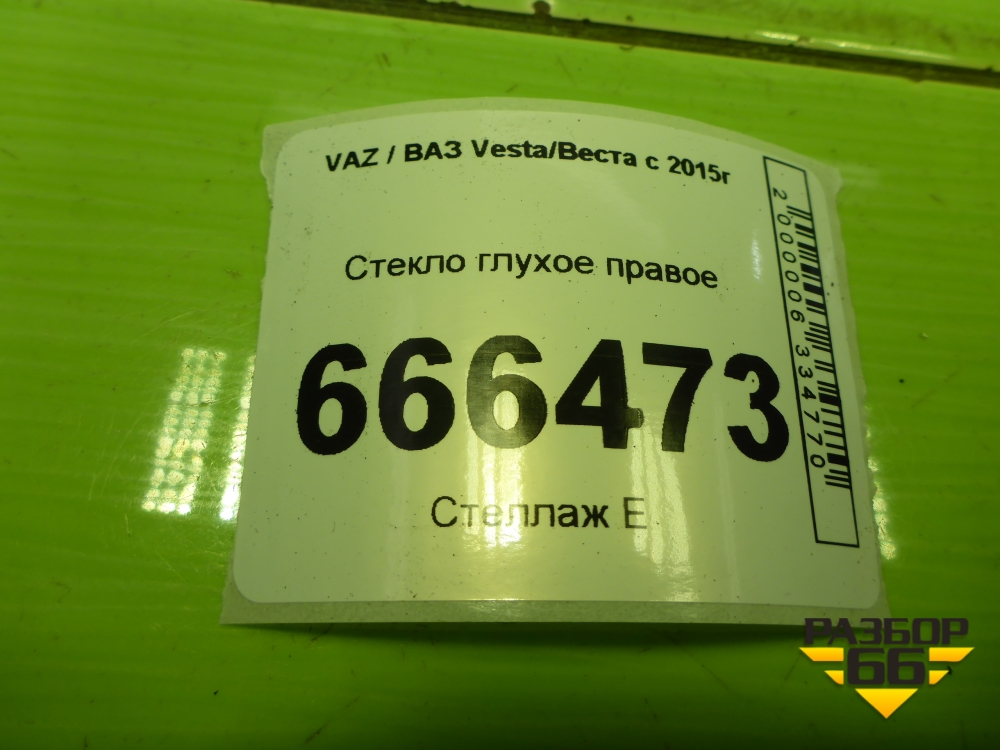 VAZ / ВАЗ Vesta/Веста с 2015г
Стекло глухое правое
666473
Стеллаж Е
2000006334770
РАЗБОР
66